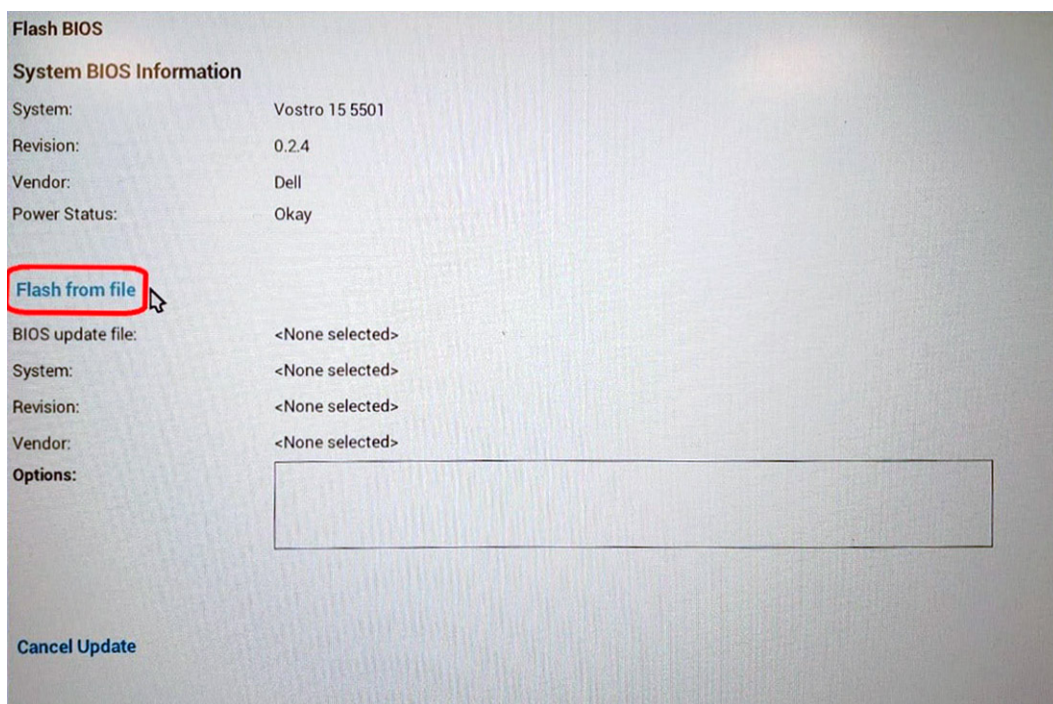 Flash BIOS
System BIOS Information
System: Vostro 15 5501
Revision: 0.2.4
Vendor: Dell
Power Status: Okay
Flash from file
BIOS update file: <None selected>
System: <None selected>
Revision: <None selected>
Vendor: <None selected>
Options:
Cancel Update